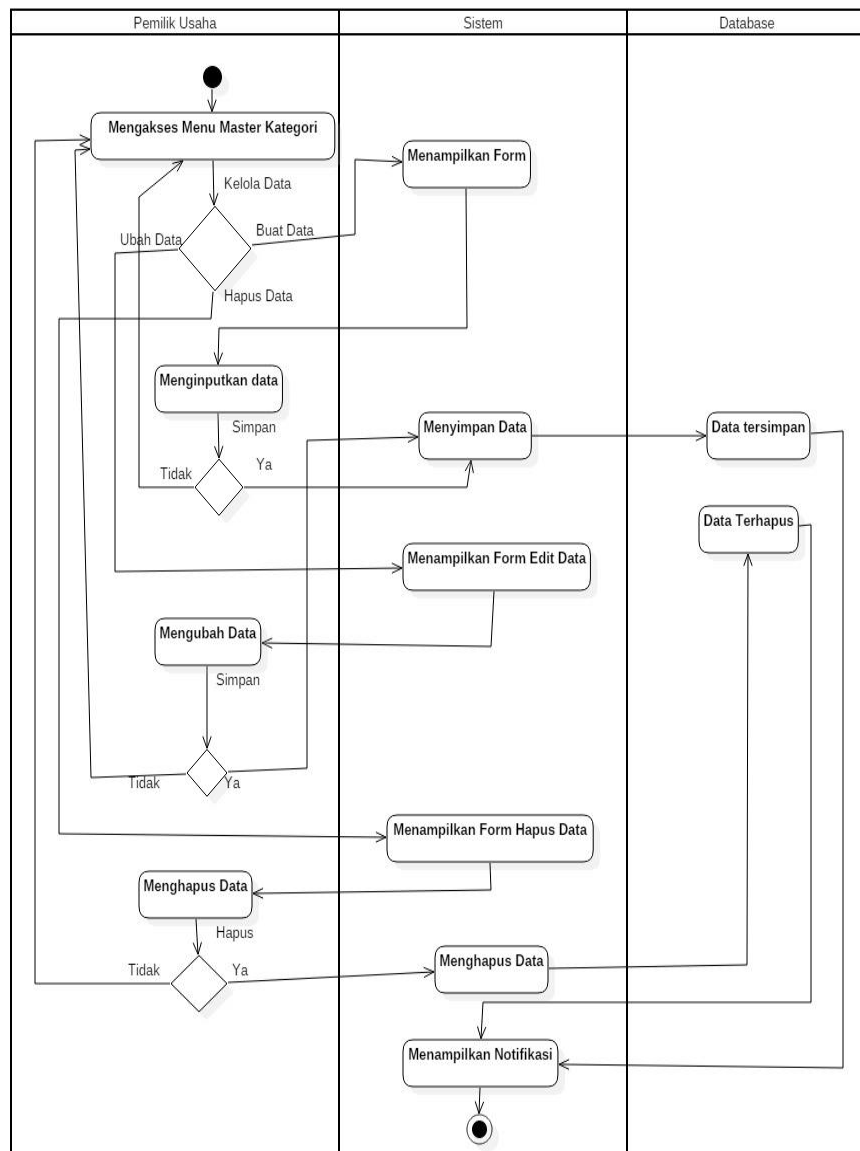 Pemilik Usaha
Sistem
Database
Mengakses Menu Master Kategori
Menampilkan Form
Kelola Data
Ubah Data
Buat Data
Hapus Data
Menginputkan data
Simpan
Menyimpan Data
Data tersimpan
Tidak
Ya
Data Terhapus
Menampilkan Form Edit Data
Mengubah Data
Simpan
Tidak
Ya
Menampilkan Form Hapus Data
Menghapus Data
Hapus
Tidak
Ya
Menghapus Data
Menampilkan Notifikasi